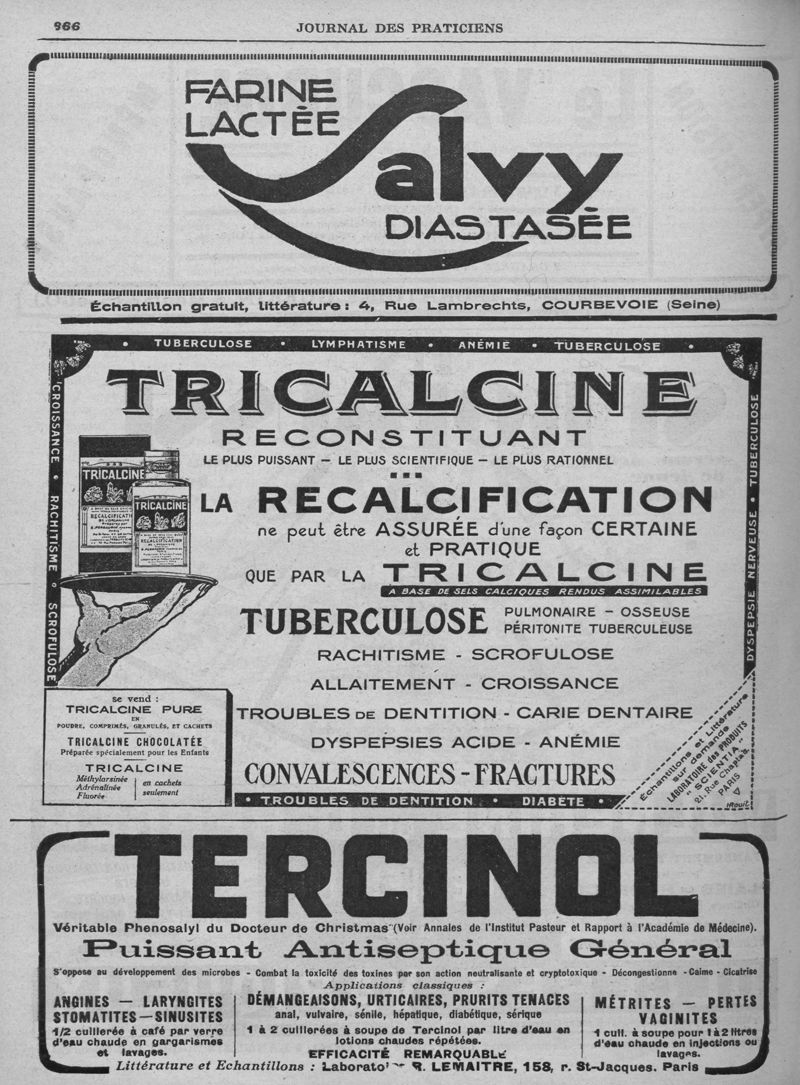 966
JOURNAL DES PRATICIENS
FARINE
LACTÉE
Salvy
DIASTASÉE
Échantillon gratuit, littérature : 4, Rue Lambrechts, COURBEVOIE (Seine)
• TUBERCULOSE • LYMPHATISME • ANÉMIE • TUBERCULOSE •
CROISSANCE • RACHITISME • SCROFULOSE
DYSPEPSIE NERVEUSE • TUBERCULOSE
TRICALCINE
RECONSTITUANT
LE PLUS PUISSANT — LE PLUS SCIENTIFIQUE — LE PLUS RATIONNEL
TRICALCINE
RECALCIFICATION
TRICALCINE
RECALCIFICATION
LA RECALCIFICATION
ne peut être ASSURÉE d'une façon CERTAINE
et PRATIQUE
QUE PAR LA TRICALCINE
A BASE DE SELS CALCIQUES RENDUS ASSIMILABLES
TUBERCULOSE PULMONAIRE - OSSEUSE
PÉRITONITE TUBERCULEUSE
RACHITISME - SCROFULOSE
ALLAITEMENT - CROISSANCE
TROUBLES DE DENTITION - CARIE DENTAIRE
DYSPEPSIES ACIDE - ANÉMIE
CONVALESCENCES - FRACTURES
se vend :
TRICALCINE PURE
EN
POUDRE, COMPRIMÉS, GRANULÉS, ET CACHETS
TRICALCINE CHOCOLATÉE
Préparée spécialement pour les Enfants
TRICALCINE
Méthylarsinée
Adrénalinée
Fluorée
en cachets
seulement
Échantillons et Littérature
sur demande
LABORATOIRE des PRODUITS
" SCIENTIA "
21, Rue Chaptal
PARIS
• TROUBLES DE DENTITION • DIABÈTE •
TERCINOL
Véritable Phenosalyl du Docteur de Christmas (Voir Annales de l'Institut Pasteur et Rapport à l'Académie de Médecine).
Puissant Antiseptique Général
S'oppose au développement des microbes - Combat la toxicité des toxines par son action neutralisante et cryptotoxique - Décongestionne - Calme - Cicatrise
Applications classiques :
ANGINES — LARYNGITES
STOMATITES — SINUSITES
1/2 cuillerée à café par verre
d'eau chaude en gargarismes
et lavages.
DÉMANGEAISONS, URTICAIRES, PRURITS TENACES
anal, vulvaire, sénile, hépatique, diabétique, sérique
1 à 2 cuillerées à soupe de Tercinol par litre d'eau en
lotions chaudes répétées.
EFFICACITÉ REMARQUABLE
MÉTRITES — PERTES
VAGINITES
1 cuil. à soupe pour 1 à 2 litres
d'eau chaude en injections ou
lavages.
Littérature et Echantillons : Laborato R. LEMAITRE, 158, r. St-Jacques. Paris